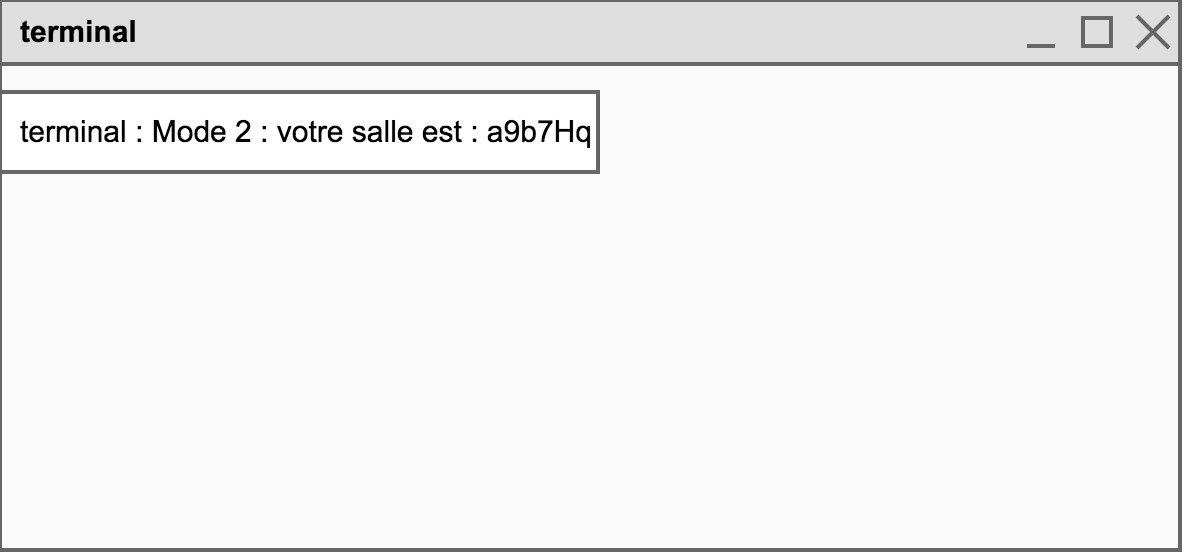 terminal
terminal : Mode 2 : votre salle est : a9b7Hq